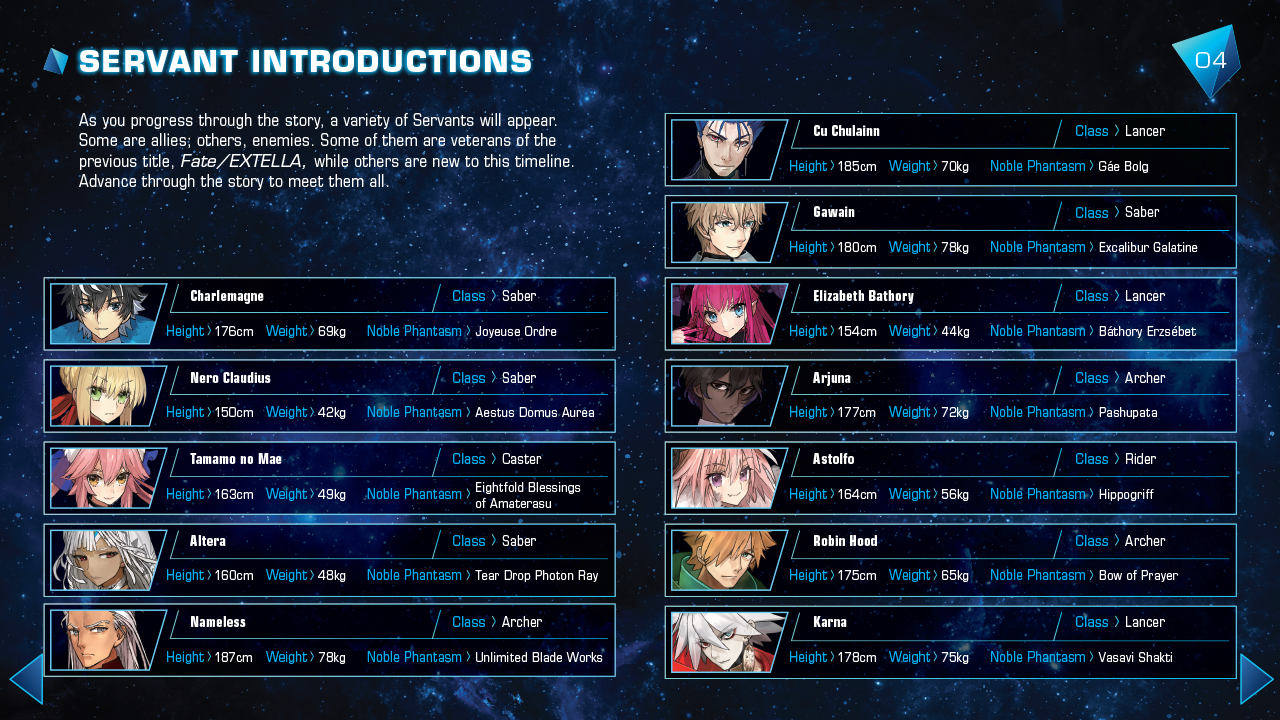 SERVANT INTRODUCTIONS
04
As you progress through the story, a variety of Servants will appear.
Some are allies; others, enemies. Some of them are veterans of the
previous title, Fate/EXTELLA, while others are new to this timeline.
Advance through the story to meet them all.
Charlemagne Class > Saber
Height > 176cm Weight > 69kg Noble Phantasm > Joyeuse Ordre
Nero Claudius Class > Saber
Height > 150cm Weight > 42kg Noble Phantasm > Aestus Domus Aurea
Tamamo no Mae Class > Caster
Height > 163cm Weight > 49kg Noble Phantasm > Eightfold Blessings
of Amaterasu
Altera Class > Saber
Height > 160cm Weight > 48kg Noble Phantasm > Tear Drop Photon Ray
Nameless Class > Archer
Height > 187cm Weight > 78kg Noble Phantasm > Unlimited Blade Works
Cu Chulainn Class > Lancer
Height > 185cm Weight > 70kg Noble Phantasm > Gáe Bolg
Gawain Class > Saber
Height > 180cm Weight > 78kg Noble Phantasm > Excalibur Galatine
Elizabeth Bathory Class > Lancer
Height > 154cm Weight > 44kg Noble Phantasm > Báthory Erzsébet
Arjuna Class > Archer
Height > 177cm Weight > 72kg Noble Phantasm > Pashupata
Astolfo Class > Rider
Height > 164cm Weight > 56kg Noble Phantasm > Hippogriff
Robin Hood Class > Archer
Height > 175cm Weight > 65kg Noble Phantasm > Bow of Prayer
Karna Class > Lancer
Height > 178cm Weight > 75kg Noble Phantasm > Vasavi Shakti